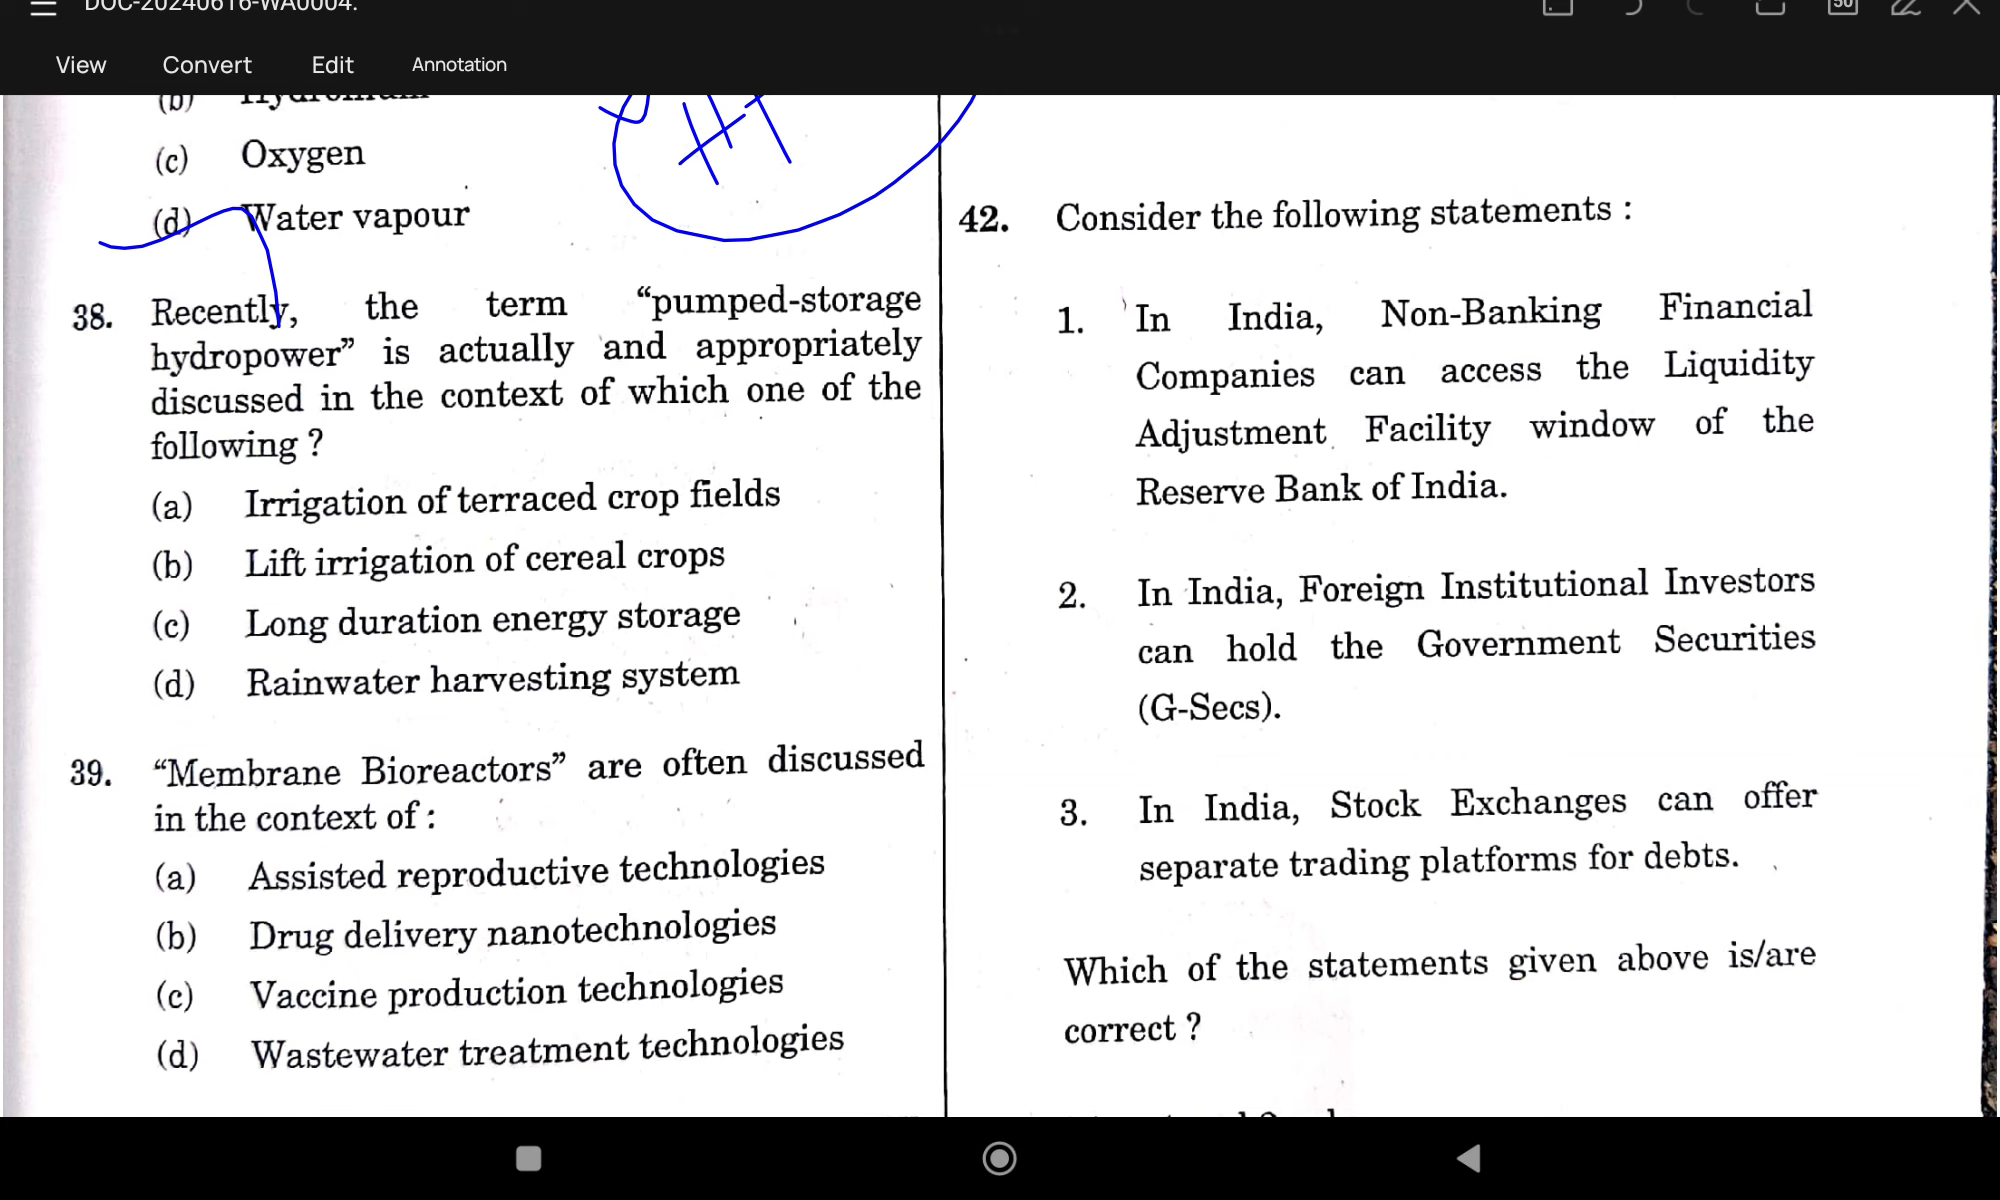 DOC-20240616-WA0004.
50
View Convert Edit Annotation
(b)
(c) Oxygen
(d) Water vapour
38. Recently, the term “pumped-storage
hydropower” is actually and appropriately
discussed in the context of which one of the
following ?
(a) Irrigation of terraced crop fields
(b) Lift irrigation of cereal crops
(c) Long duration energy storage
(d) Rainwater harvesting system
39. “Membrane Bioreactors” are often discussed
in the context of :
(a) Assisted reproductive technologies
(b) Drug delivery nanotechnologies
(c) Vaccine production technologies
(d) Wastewater treatment technologies
42. Consider the following statements :
1. In India, Non-Banking Financial
Companies can access the Liquidity
Adjustment Facility window of the
Reserve Bank of India.
2. In India, Foreign Institutional Investors
can hold the Government Securities
(G-Secs).
3. In India, Stock Exchanges can offer
separate trading platforms for debts.
Which of the statements given above is/are
correct ?